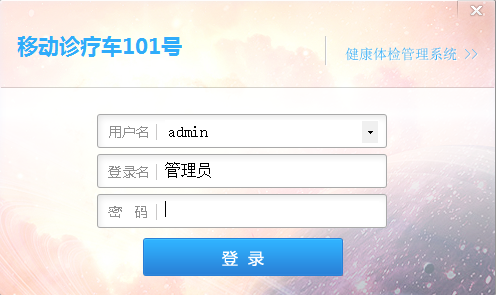 移动诊疗车101号
健康体检管理系统 >>
用户名 admin
登录名 管理员
密 码
登 录